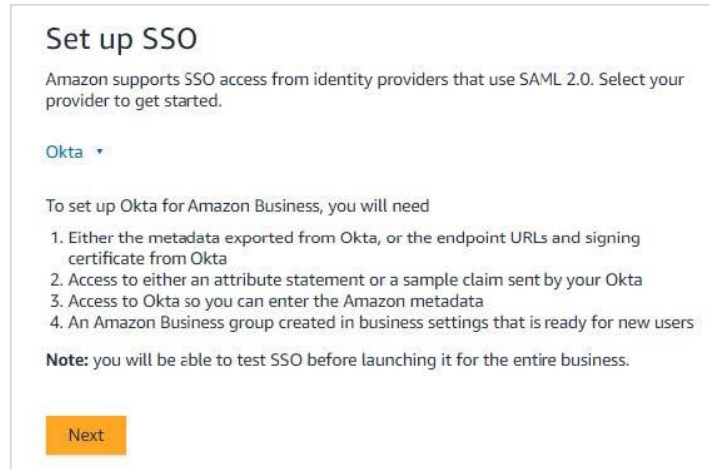 Set up SSO
Amazon supports SSO access from identity providers that use SAML 2.0. Select your
provider to get started.
Okta
To set up Okta for Amazon Business, you will need
1. Either the metadata exported from Okta, or the endpoint URLs and signing
certificate from Okta
2. Access to either an attribute statement or a sample claim sent by your Okta
3. Access to Okta so you can enter the Amazon metadata
4. An Amazon Business group created in business settings that is ready for new users
Note: you will be able to test SSO before launching it for the entire business.
Next